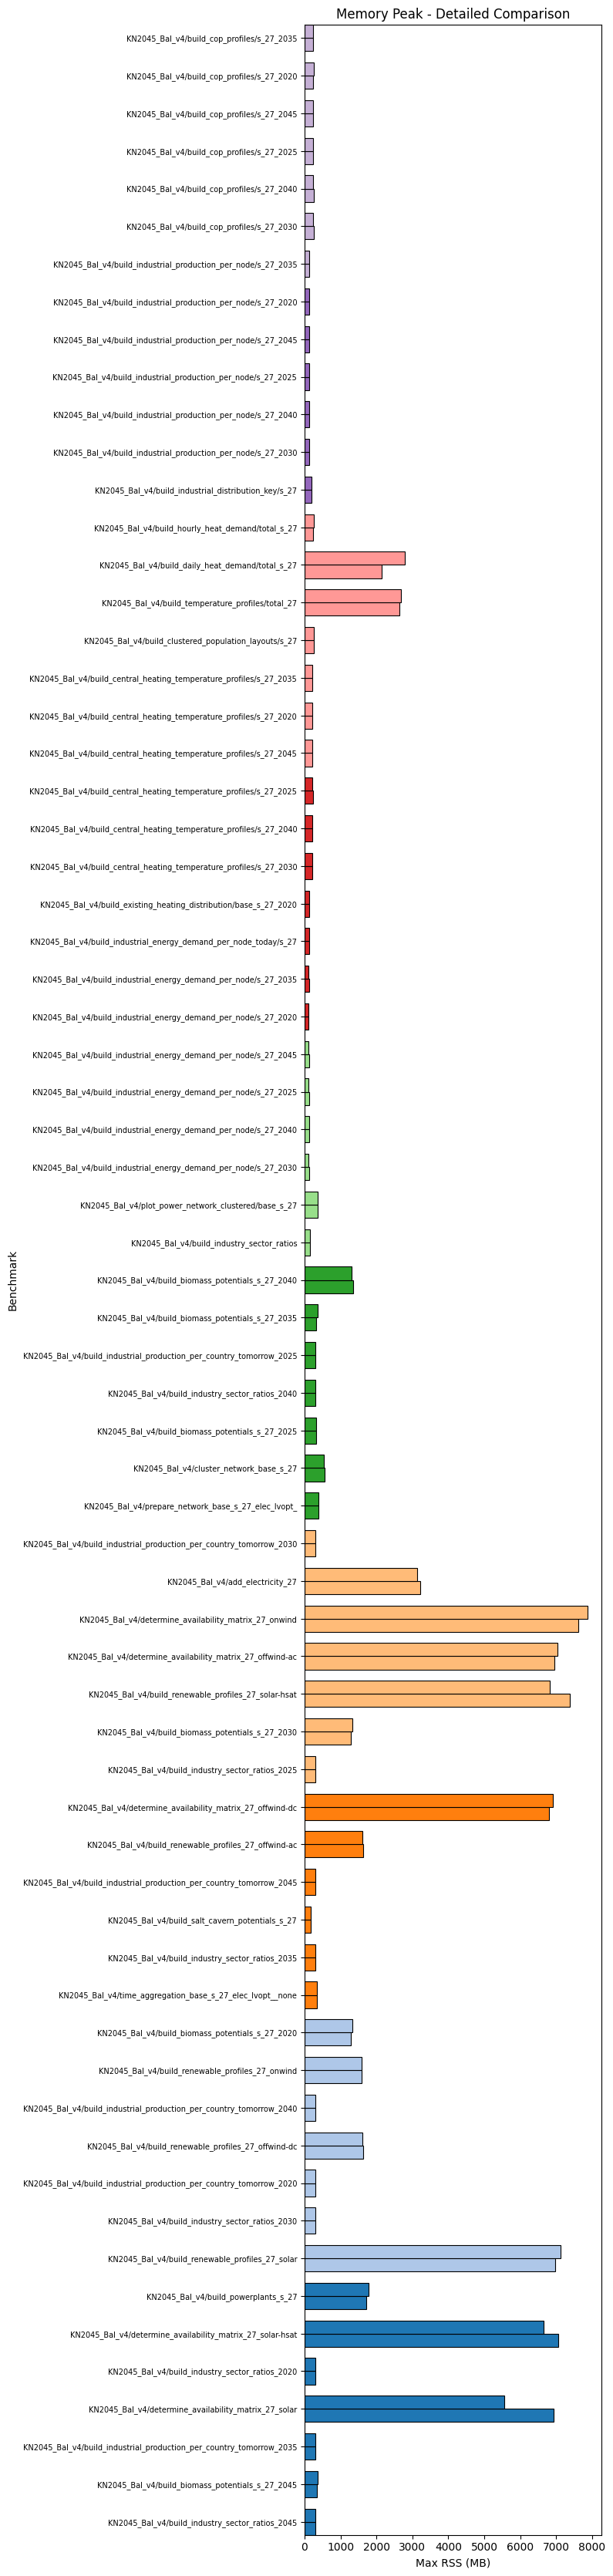 Memory Peak - Detailed Comparison
KN2045_Bal_v4/build_cop_profiles/s_27_2035
KN2045_Bal_v4/build_cop_profiles/s_27_2020
KN2045_Bal_v4/build_cop_profiles/s_27_2045
KN2045_Bal_v4/build_cop_profiles/s_27_2025
KN2045_Bal_v4/build_cop_profiles/s_27_2040
KN2045_Bal_v4/build_cop_profiles/s_27_2030
KN2045_Bal_v4/build_industrial_production_per_node/s_27_2035
KN2045_Bal_v4/build_industrial_production_per_node/s_27_2020
KN2045_Bal_v4/build_industrial_production_per_node/s_27_2045
KN2045_Bal_v4/build_industrial_production_per_node/s_27_2025
KN2045_Bal_v4/build_industrial_production_per_node/s_27_2040
KN2045_Bal_v4/build_industrial_production_per_node/s_27_2030
KN2045_Bal_v4/build_industrial_distribution_key/s_27
KN2045_Bal_v4/build_hourly_heat_demand/total_s_27
KN2045_Bal_v4/build_daily_heat_demand/total_s_27
KN2045_Bal_v4/build_temperature_profiles/total_27
KN2045_Bal_v4/build_clustered_population_layouts/s_27
KN2045_Bal_v4/build_central_heating_temperature_profiles/s_27_2035
KN2045_Bal_v4/build_central_heating_temperature_profiles/s_27_2020
KN2045_Bal_v4/build_central_heating_temperature_profiles/s_27_2045
KN2045_Bal_v4/build_central_heating_temperature_profiles/s_27_2025
KN2045_Bal_v4/build_central_heating_temperature_profiles/s_27_2040
KN2045_Bal_v4/build_central_heating_temperature_profiles/s_27_2030
KN2045_Bal_v4/build_existing_heating_distribution/base_s_27_2020
KN2045_Bal_v4/build_industrial_energy_demand_per_node_today/s_27
KN2045_Bal_v4/build_industrial_energy_demand_per_node/s_27_2035
KN2045_Bal_v4/build_industrial_energy_demand_per_node/s_27_2020
KN2045_Bal_v4/build_industrial_energy_demand_per_node/s_27_2045
KN2045_Bal_v4/build_industrial_energy_demand_per_node/s_27_2025
KN2045_Bal_v4/build_industrial_energy_demand_per_node/s_27_2040
KN2045_Bal_v4/build_industrial_energy_demand_per_node/s_27_2030
KN2045_Bal_v4/plot_power_network_clustered/base_s_27
KN2045_Bal_v4/build_industry_sector_ratios
Benchmark
KN2045_Bal_v4/build_biomass_potentials_s_27_2040
KN2045_Bal_v4/build_biomass_potentials_s_27_2035
KN2045_Bal_v4/build_industrial_production_per_country_tomorrow_2025
KN2045_Bal_v4/build_industry_sector_ratios_2040
KN2045_Bal_v4/build_biomass_potentials_s_27_2025
KN2045_Bal_v4/cluster_network_base_s_27
KN2045_Bal_v4/prepare_network_base_s_27_elec_lvopt_
KN2045_Bal_v4/build_industrial_production_per_country_tomorrow_2030
KN2045_Bal_v4/add_electricity_27
KN2045_Bal_v4/determine_availability_matrix_27_onwind
KN2045_Bal_v4/determine_availability_matrix_27_offwind-ac
KN2045_Bal_v4/build_renewable_profiles_27_solar-hsat
KN2045_Bal_v4/build_biomass_potentials_s_27_2030
KN2045_Bal_v4/build_industry_sector_ratios_2025
KN2045_Bal_v4/determine_availability_matrix_27_offwind-dc
KN2045_Bal_v4/build_renewable_profiles_27_offwind-ac
KN2045_Bal_v4/build_industrial_production_per_country_tomorrow_2045
KN2045_Bal_v4/build_salt_cavern_potentials_s_27
KN2045_Bal_v4/build_industry_sector_ratios_2035
KN2045_Bal_v4/time_aggregation_base_s_27_elec_lvopt__none
KN2045_Bal_v4/build_biomass_potentials_s_27_2020
KN2045_Bal_v4/build_renewable_profiles_27_onwind
KN2045_Bal_v4/build_industrial_production_per_country_tomorrow_2040
KN2045_Bal_v4/build_renewable_profiles_27_offwind-dc
KN2045_Bal_v4/build_industrial_production_per_country_tomorrow_2020
KN2045_Bal_v4/build_industry_sector_ratios_2030
KN2045_Bal_v4/build_renewable_profiles_27_solar
KN2045_Bal_v4/build_powerplants_s_27
KN2045_Bal_v4/determine_availability_matrix_27_solar-hsat
KN2045_Bal_v4/build_industry_sector_ratios_2020
KN2045_Bal_v4/determine_availability_matrix_27_solar
KN2045_Bal_v4/build_industrial_production_per_country_tomorrow_2035
KN2045_Bal_v4/build_biomass_potentials_s_27_2045
KN2045_Bal_v4/build_industry_sector_ratios_2045
0 1000 2000 3000 4000 5000 6000 7000 8000
Max RSS (MB)